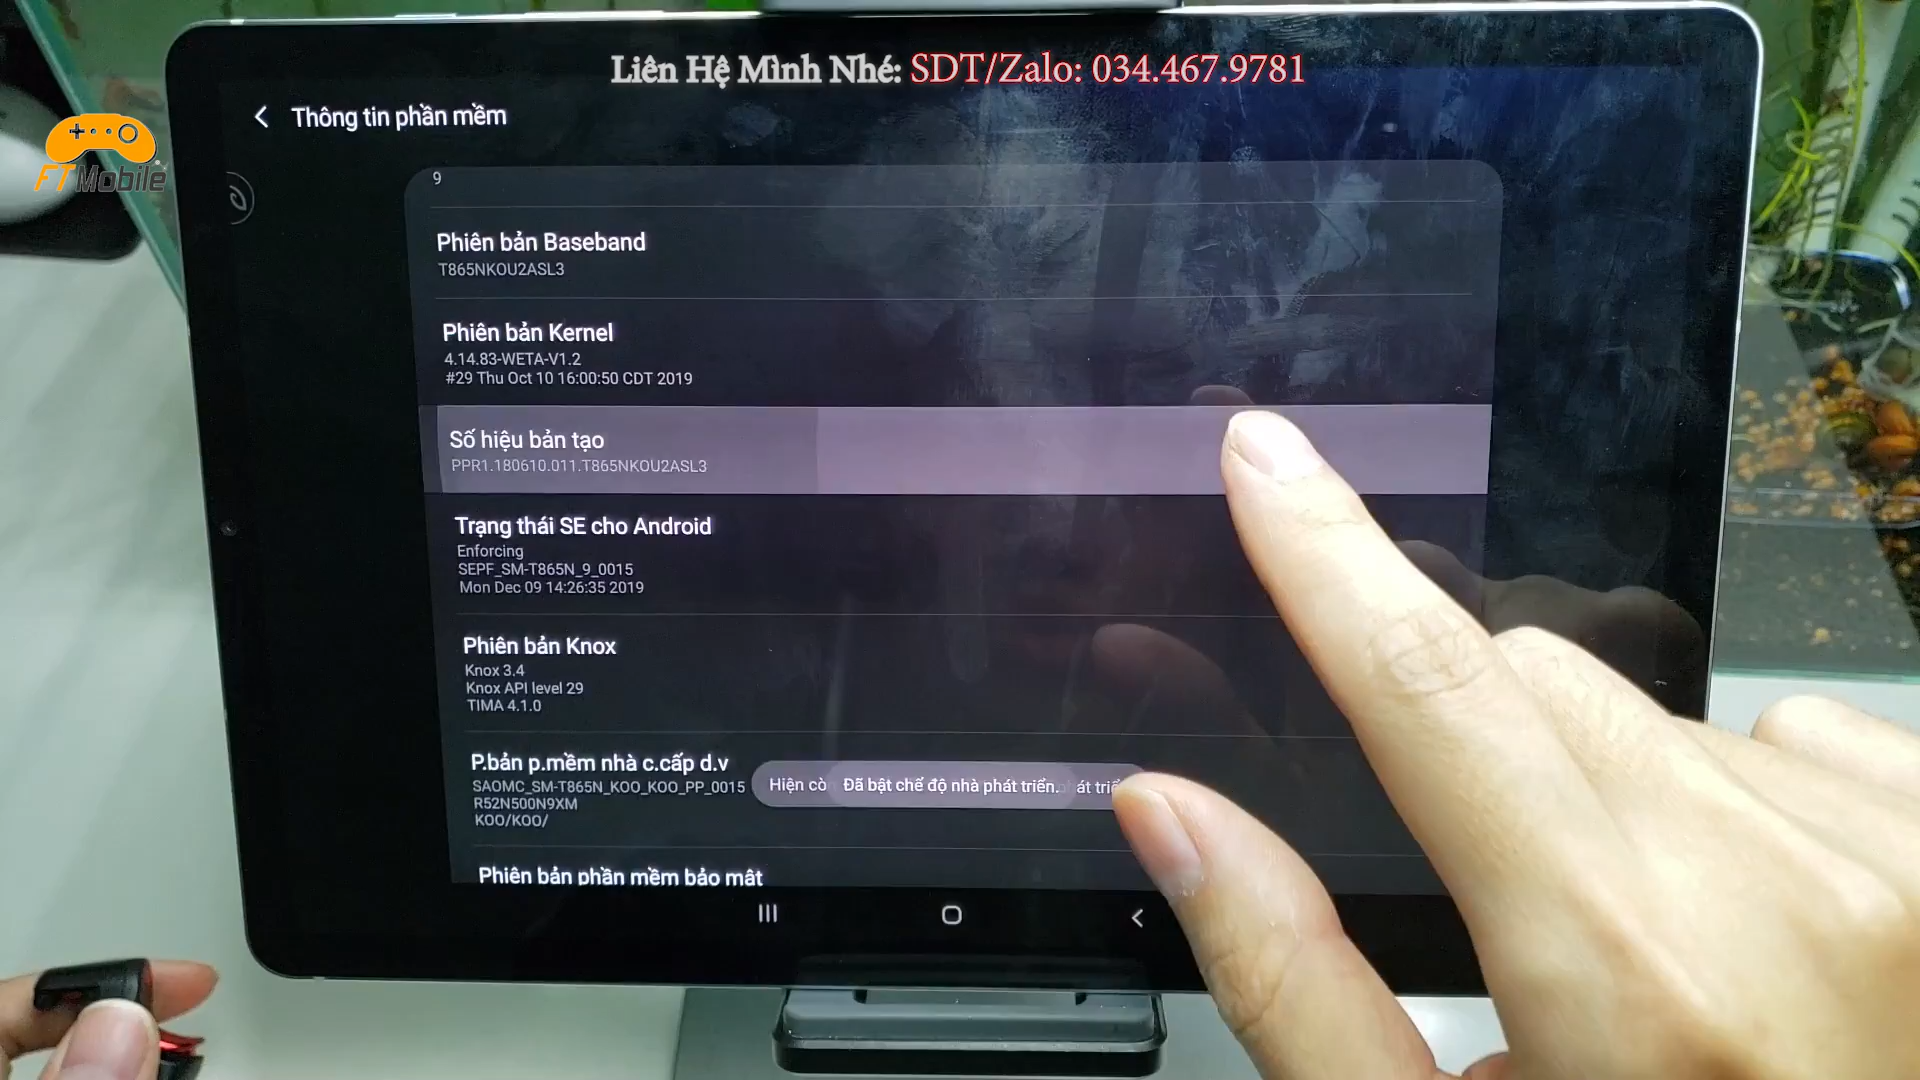 Liên Hệ Mình Nhé: SDT/Zalo: 034.467.9781
FTMobile
Thông tin phần mềm
9
Phiên bản Baseband
T865NKOU2ASL3
Phiên bản Kernel
4.14.83-WETA-V1.2
#29 Thu Oct 10 16:00:50 CDT 2019
Số hiệu bản tạo
PPR1.180610.011.T865NKOU2ASL3
Trạng thái SE cho Android
Enforcing
SEPF_SM-T865N_9_0015
Mon Dec 09 14:26:35 2019
Phiên bản Knox
Knox 3.4
Knox API level 29
TIMA 4.1.0
P.bản p.mềm nhà c.cấp d.v
SAOMC_SM-T865N_KOO_KOO_PP_0015
R52N500N9XM
KOO/KOO/
Hiện cò Đã bật chế độ nhà phát triển. át triể
Phiên bản phần mềm bảo mật